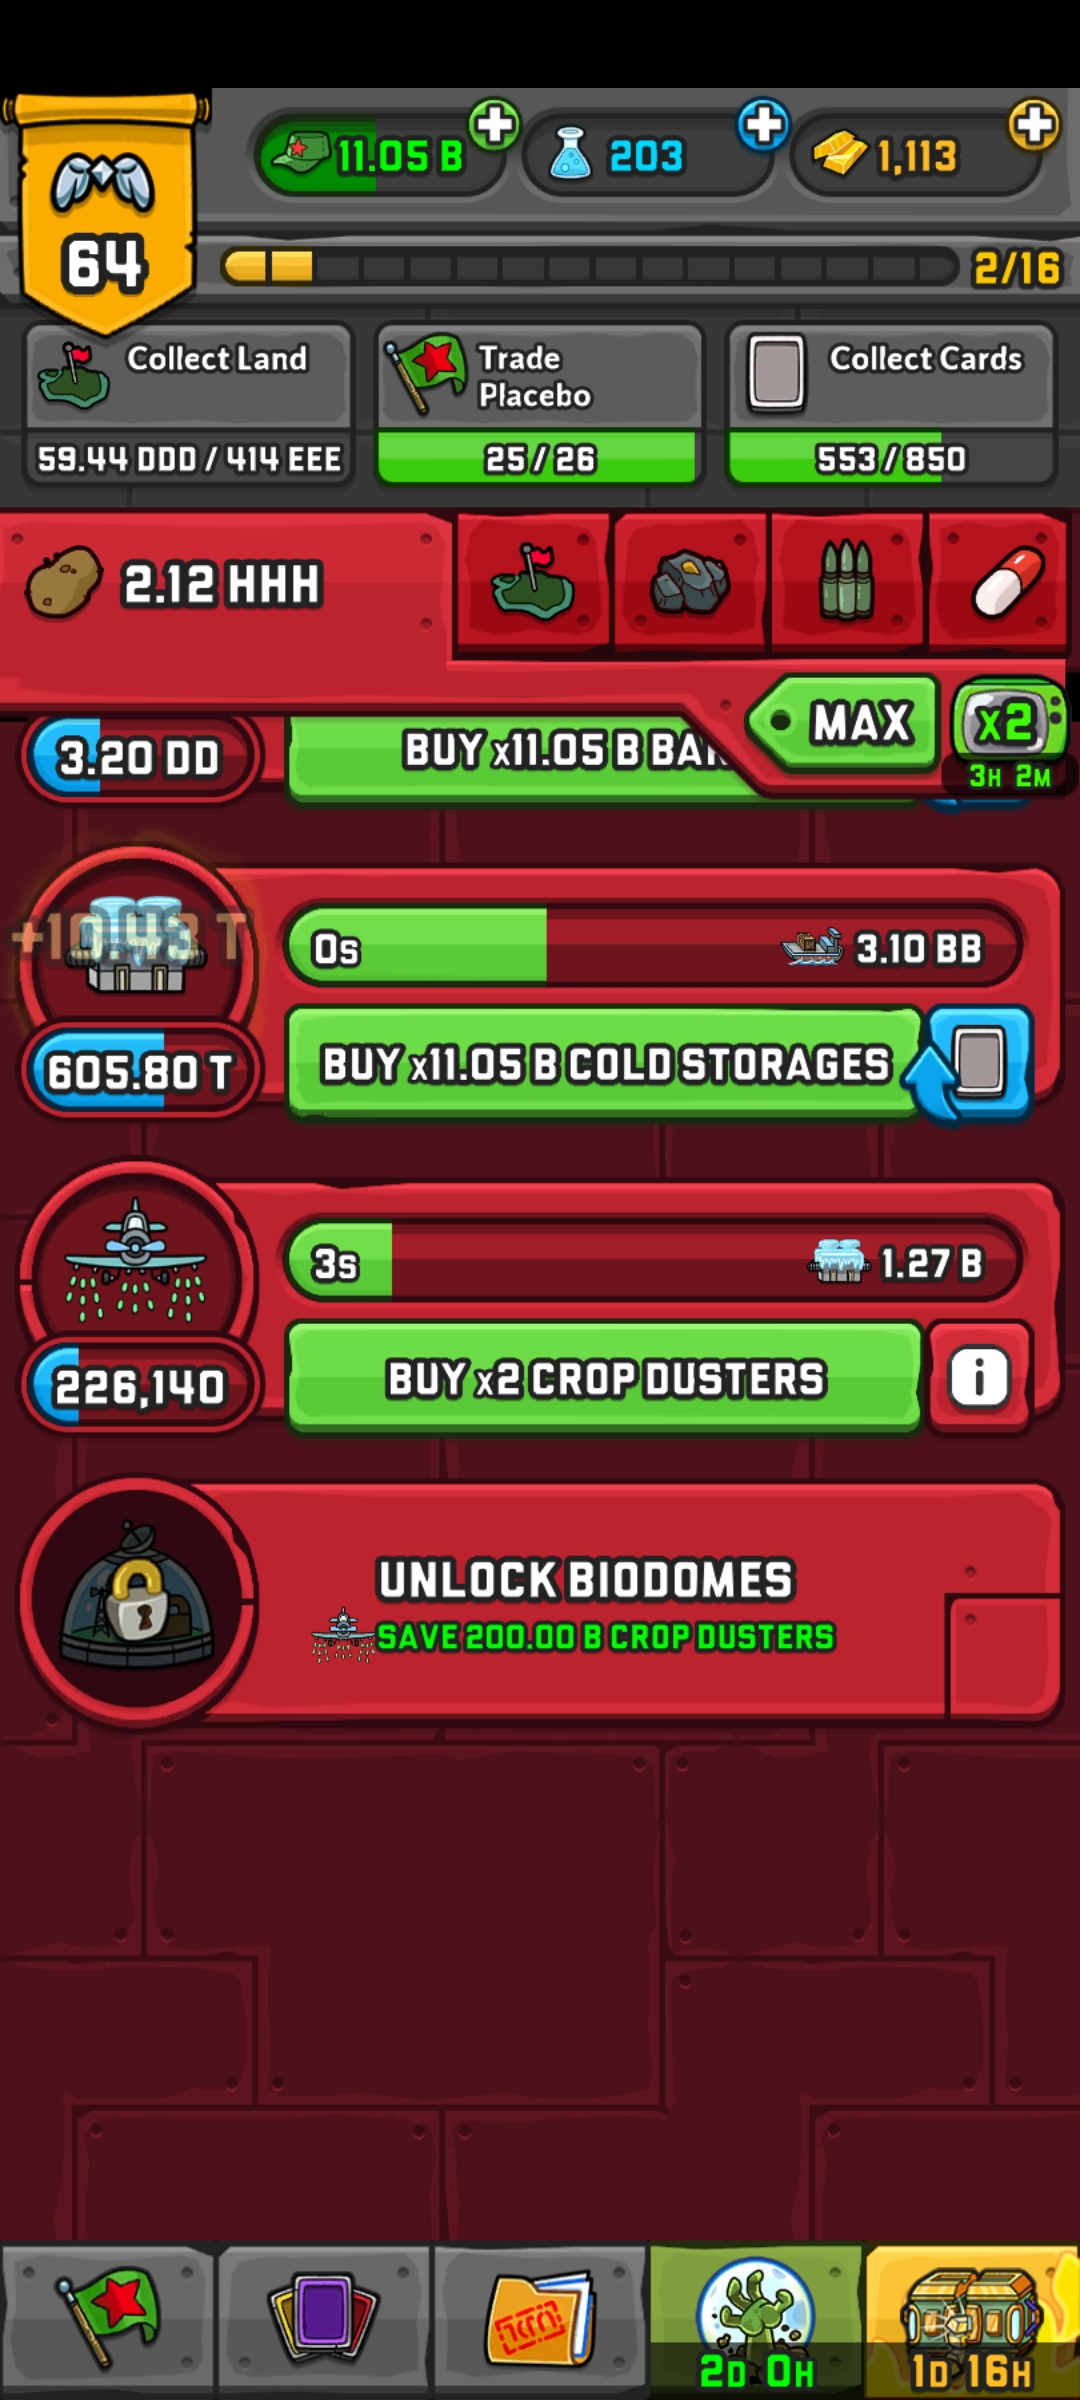 11.05 B
203
1,113
64
2/16
Collect Land
59.44 DDD / 414 EEE
Trade
Placebo
25 / 26
Collect Cards
553 / 850
2.12 HHH
MAX
x2
3H 2M
3.20 DD
BUY x11.05 B BAR
+10.48 T
0s
3.10 BB
605.80 T
BUY x11.05 B COLD STORAGES
3s
1.27 B
226,140
BUY x2 CROP DUSTERS
i
UNLOCK BIODOMES
SAVE 200.00 B CROP DUSTERS
2D 0H
1D 16H